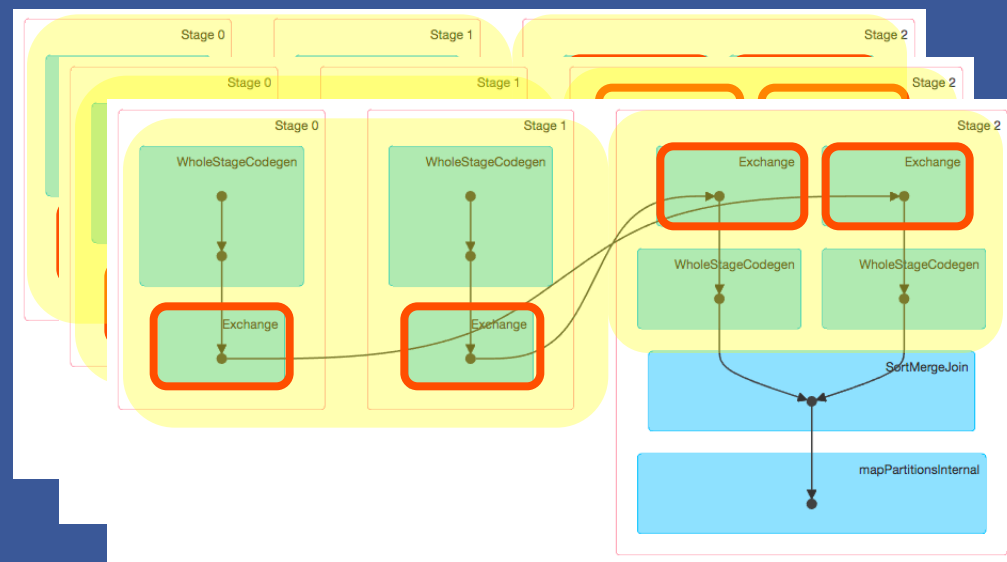 Stage 0
Stage 1
Stage 2
Stage 0
Stage 1
Stage 2
Stage 0
Stage 1
Stage 2
WholeStageCodegen
WholeStageCodegen
Exchange
Exchange
WholeStageCodegen
WholeStageCodegen
Exchange
Exchange
SortMergeJoin
mapPartitionsInternal